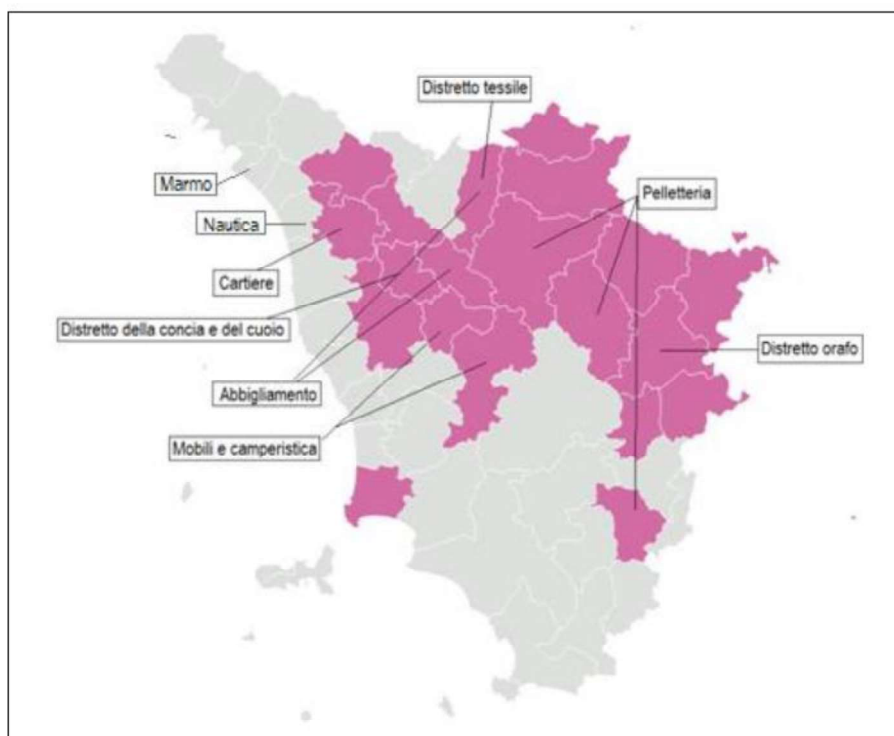 Distretto tessile
Marmo
Pelletteria
Nautica
Cartiere
Distretto della concia e del cuoio
Distretto orafo
Abbigliamento
Mobili e camperistica